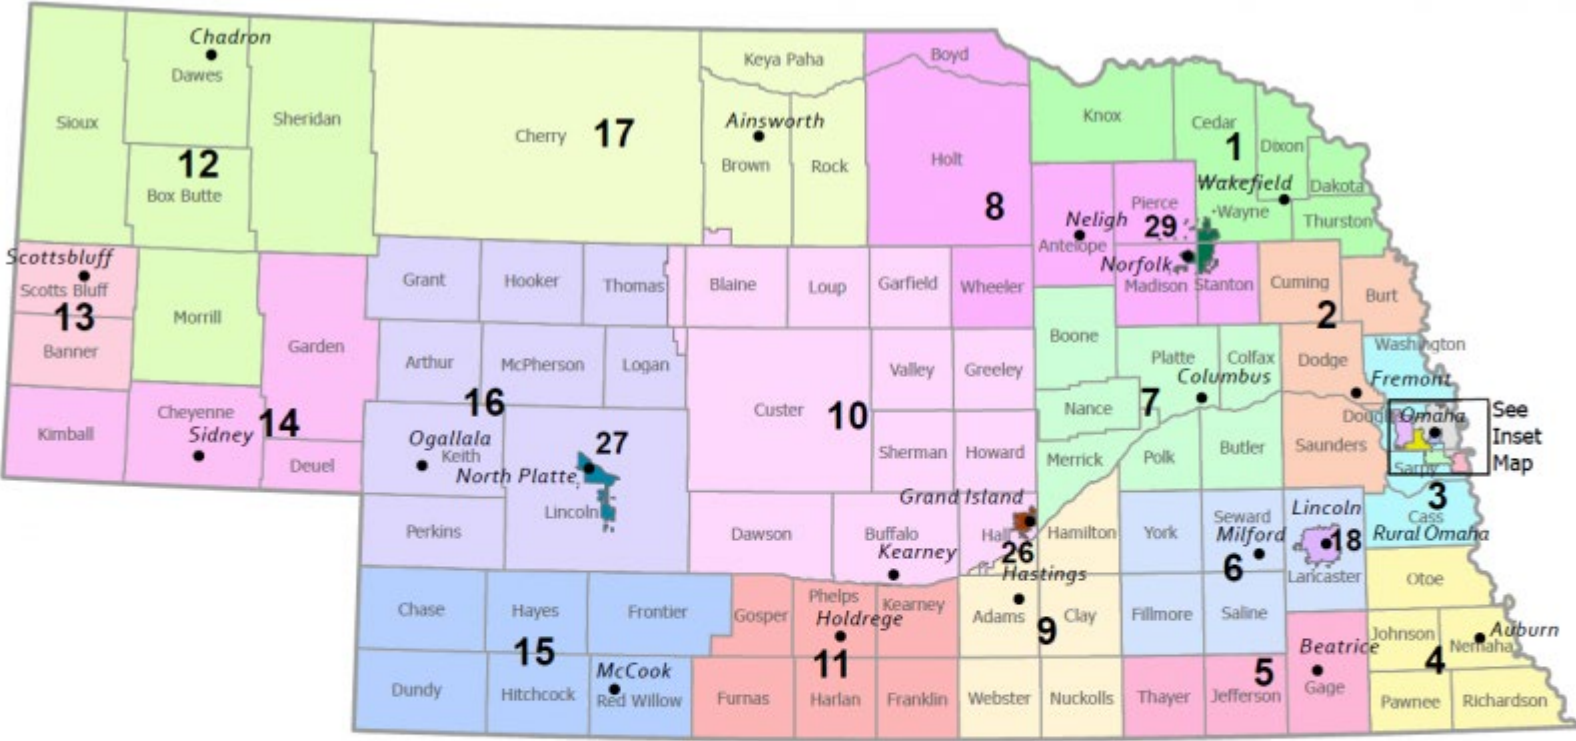 Chadron
Dawes
Sioux
Sheridan
12
Box Butte
Cherry
17
Keya Paha
Ainsworth
Brown
Rock
Boyd
Holt
8
Knox
Cedar
1
Dixon
Wakefield
Dakota
Wayne
Thurston
Pierce
29
Neligh
Antelope
Norfolk
Madison
Stanton
Scottsbluff
Scotts Bluff
13
Banner
Kimball
Morrill
Garden
Cheyenne
14
Sidney
Deuel
Grant
Hooker
Thomas
Arthur
McPherson
Logan
16
Ogallala
Keith
27
North Platte
Lincoln
Perkins
Blaine
Loup
Garfield
Wheeler
Custer
10
Valley
Greeley
Sherman
Howard
Grand Island
Dawson
Buffalo
Hall
Kearney
26
Boone
Platte
Colfax
Columbus
Nance
7
Merrick
Polk
Butler
Cuming
2
Burt
Dodge
Washington
Fremont
Saunders
Omaha
Sarpy
See
Inset
Map
3
Cass
Rural Omaha
Hamilton
York
Seward
Milford
6
Lincoln
18
Lancaster
Fillmore
Saline
Otoe
Johnson
Auburn
Nemaha
4
Pawnee
Richardson
Chase
Hayes
Frontier
15
Dundy
Hitchcock
McCook
Red Willow
Gosper
Phelps
Kearney
Holdrege
11
Furnas
Harlan
Franklin
Hastings
Adams
Clay
9
Webster
Nuckolls
Thayer
Jefferson
5
Beatrice
Gage